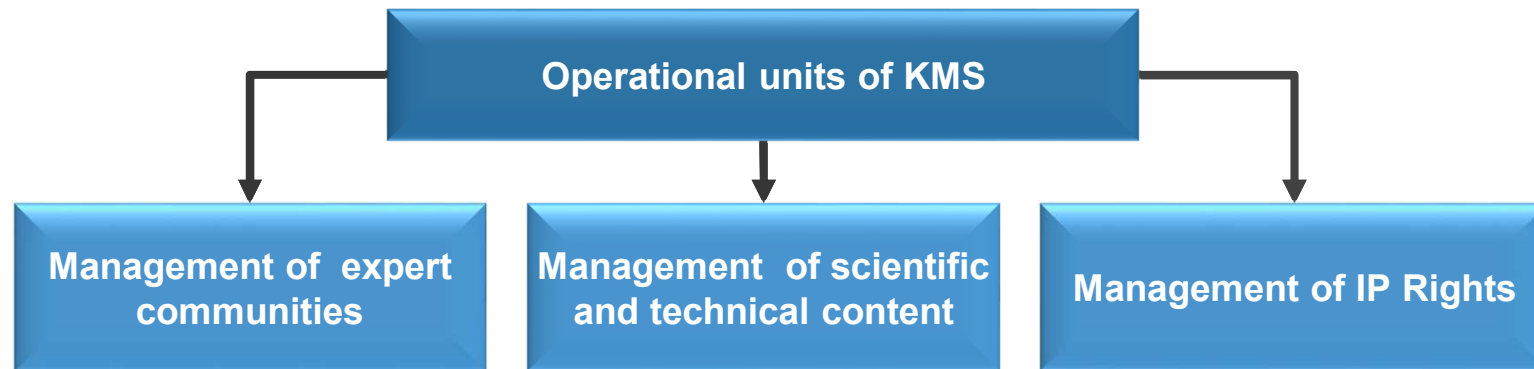 Operational units of KMS
Management of expert
communities
Management of scientific
and technical content
Management of IP Rights